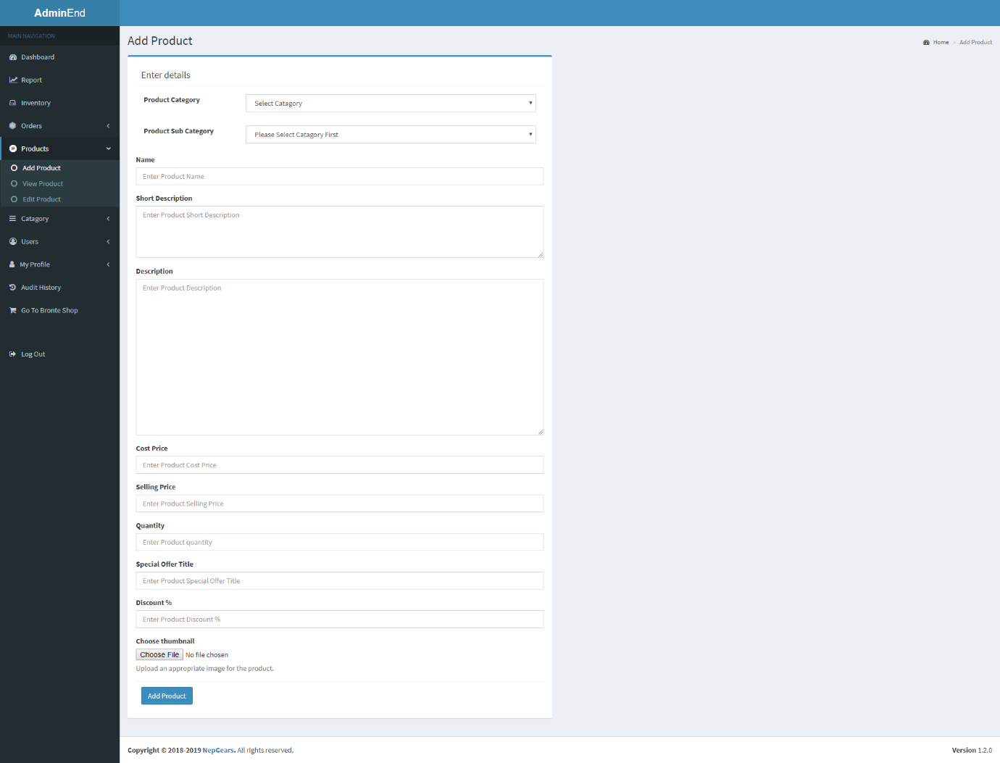 AdminEnd
MAIN NAVIGATION
Dashboard
Report
Inventory
Orders
Products
Add Product
View Product
Edit Product
Catagory
Users
My Profile
Audit History
Go To Bronte Shop
Log Out
Add Product
Home > Add Product
Enter details
Product Category
Select Catagory
Product Sub Category
Please Select Catagory First
Name
Enter Product Name
Short Description
Enter Product Short Description
Description
Enter Product Description
Cost Price
Enter Product Cost Price
Selling Price
Enter Product Selling Price
Quantity
Enter Product quantity
Special Offer Title
Enter Product Special Offer Title
Discount %
Enter Product Discount %
Choose thumbnail
Choose File No file chosen
Upload an appropriate image for the product.
Add Product
Copyright © 2018-2019 NepGears. All rights reserved.
Version 1.2.0